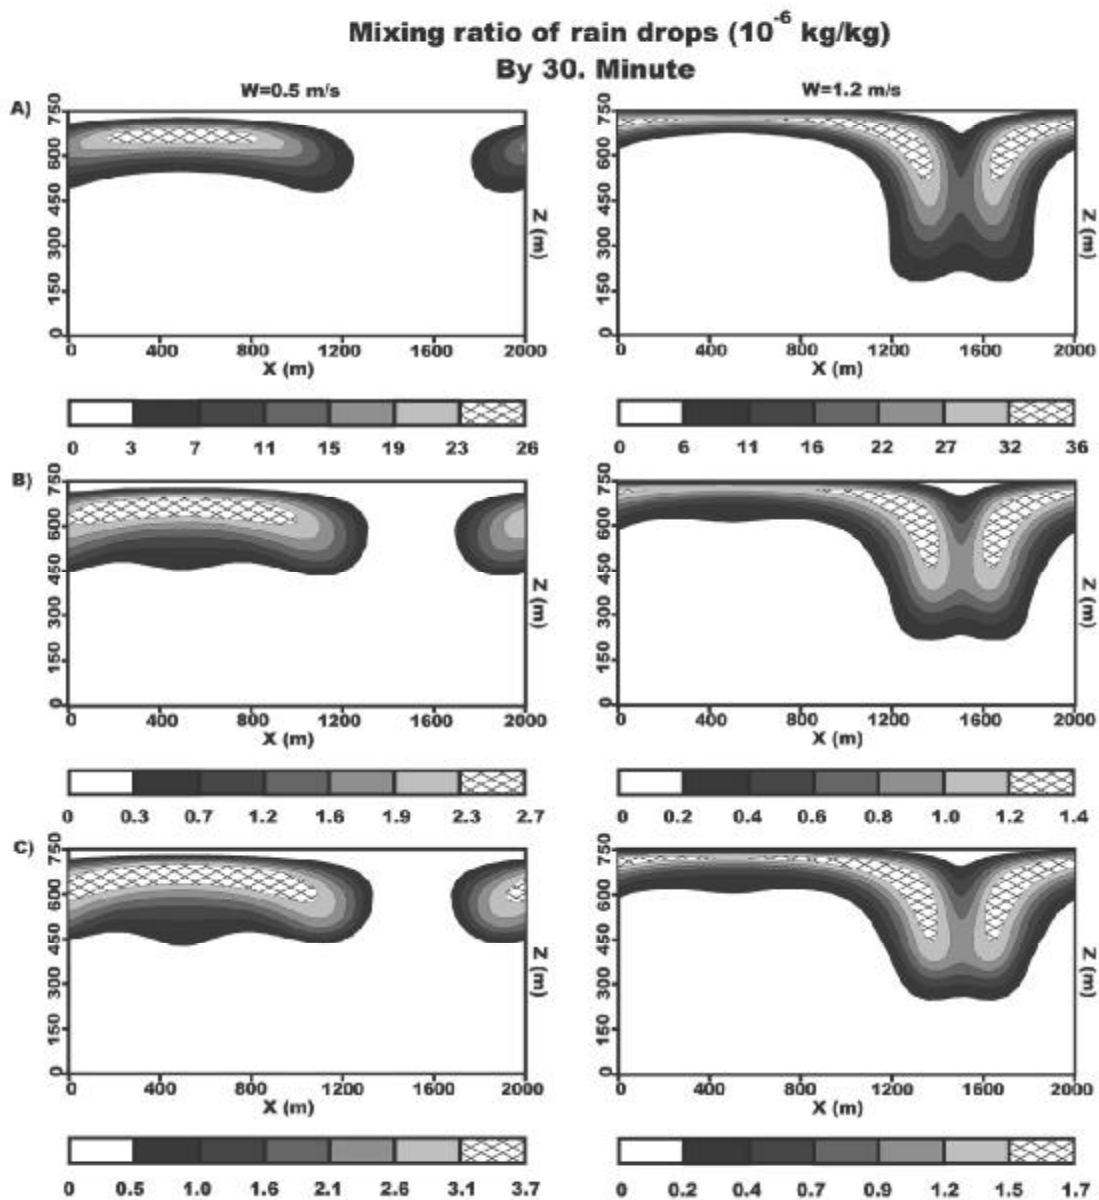 Mixing ratio of rain drops (10⁻⁶ kg/kg)
By 30. Minute
W=0.5 m/s
W=1.2 m/s
A)
750
600
450
300
150
0
Z (m)
0 400 800 1200 1600 2000
X (m)
750
600
450
300
150
0
Z (m)
0 400 800 1200 1600 2000
X (m)
0 3 7 11 15 19 23 26
0 6 11 16 22 27 32 36
B)
750
600
450
300
150
0
Z (m)
0 400 800 1200 1600 2000
X (m)
750
600
450
300
150
0
Z (m)
0 400 800 1200 1600 2000
X (m)
0 0.3 0.7 1.2 1.6 1.9 2.3 2.7
0 0.2 0.4 0.6 0.8 1.0 1.2 1.4
C)
750
600
450
300
150
0
Z (m)
0 400 800 1200 1600 2000
X (m)
750
600
450
300
150
0
Z (m)
0 400 800 1200 1600 2000
X (m)
0 0.5 1.0 1.6 2.1 2.6 3.1 3.7
0 0.2 0.4 0.7 0.9 1.2 1.5 1.7